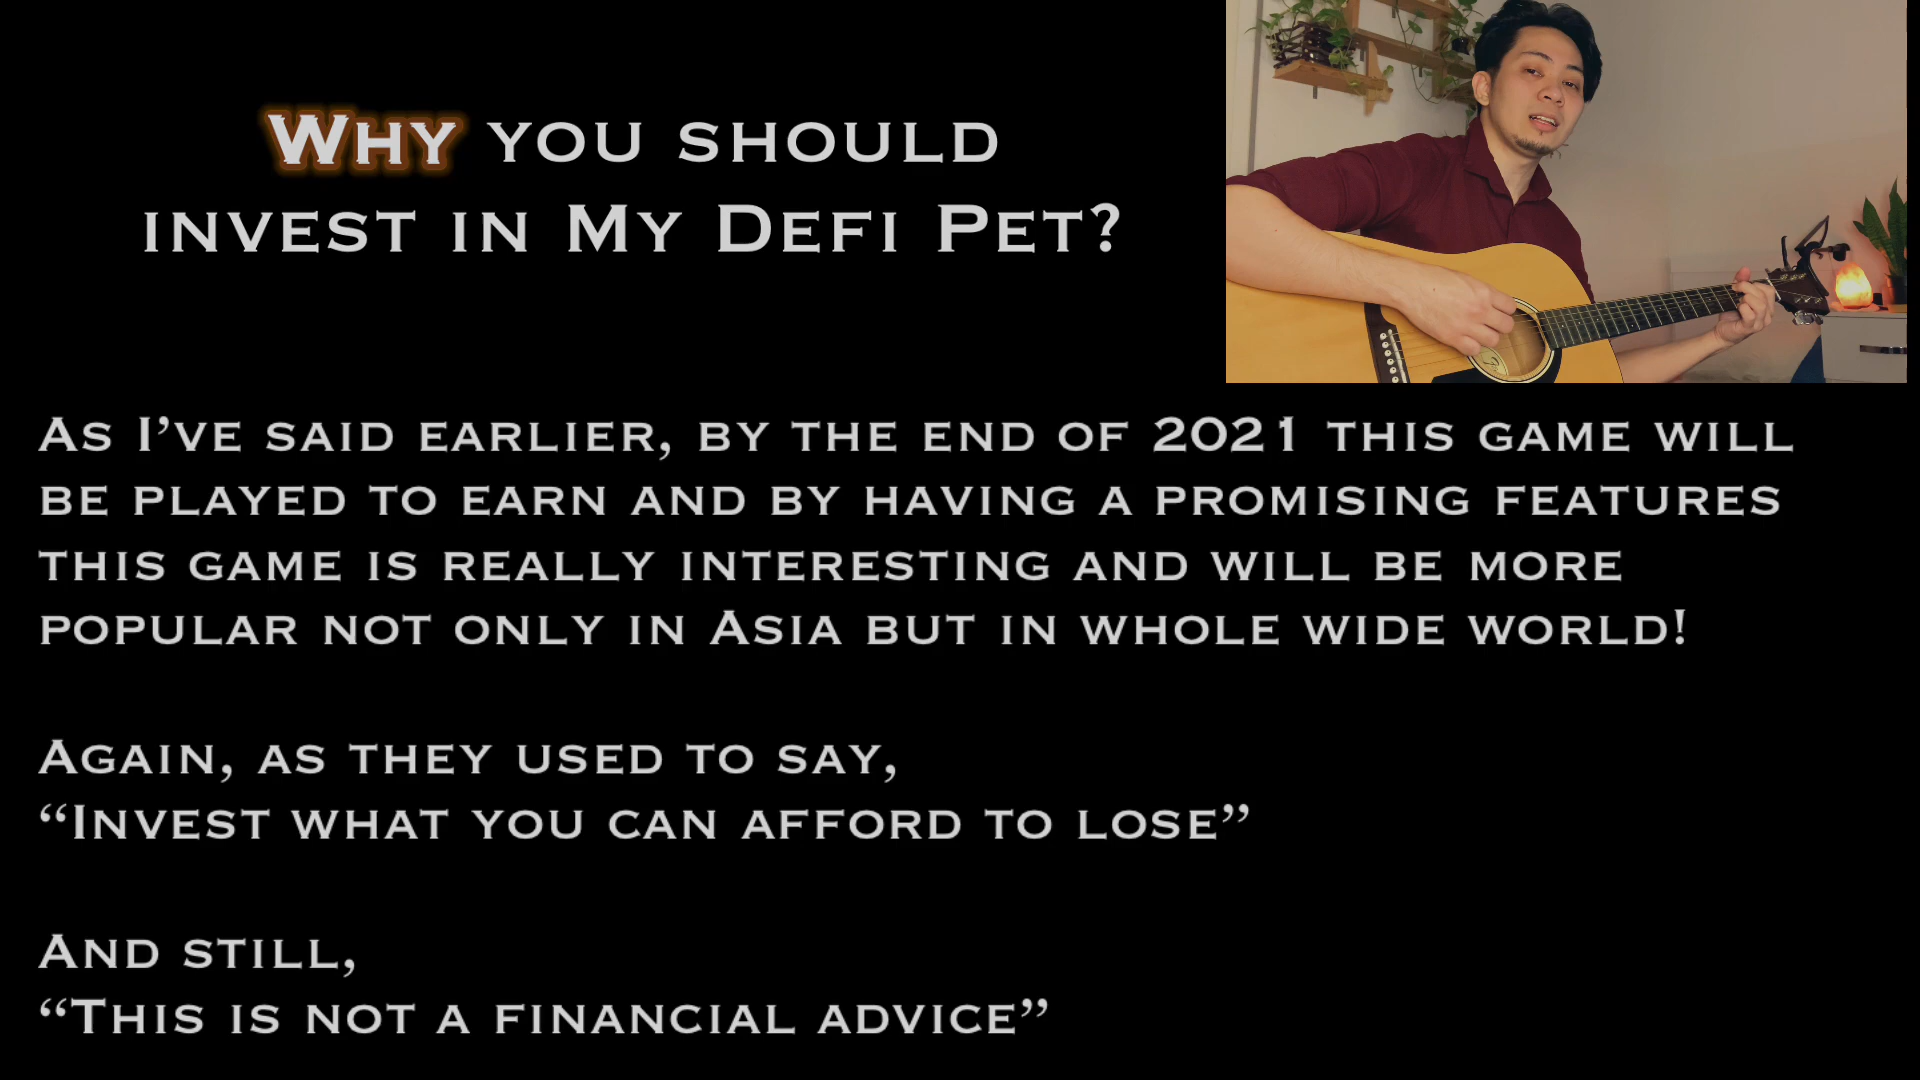 Why you should
invest in My Defi Pet?
As I’ve said earlier, by the end of 2021 this game will
be played to earn and by having a promising features
this game is really interesting and will be more
popular not only in Asia but in whole wide world!
Again, as they used to say,
“Invest what you can afford to lose”
And still,
“This is not a financial advice”